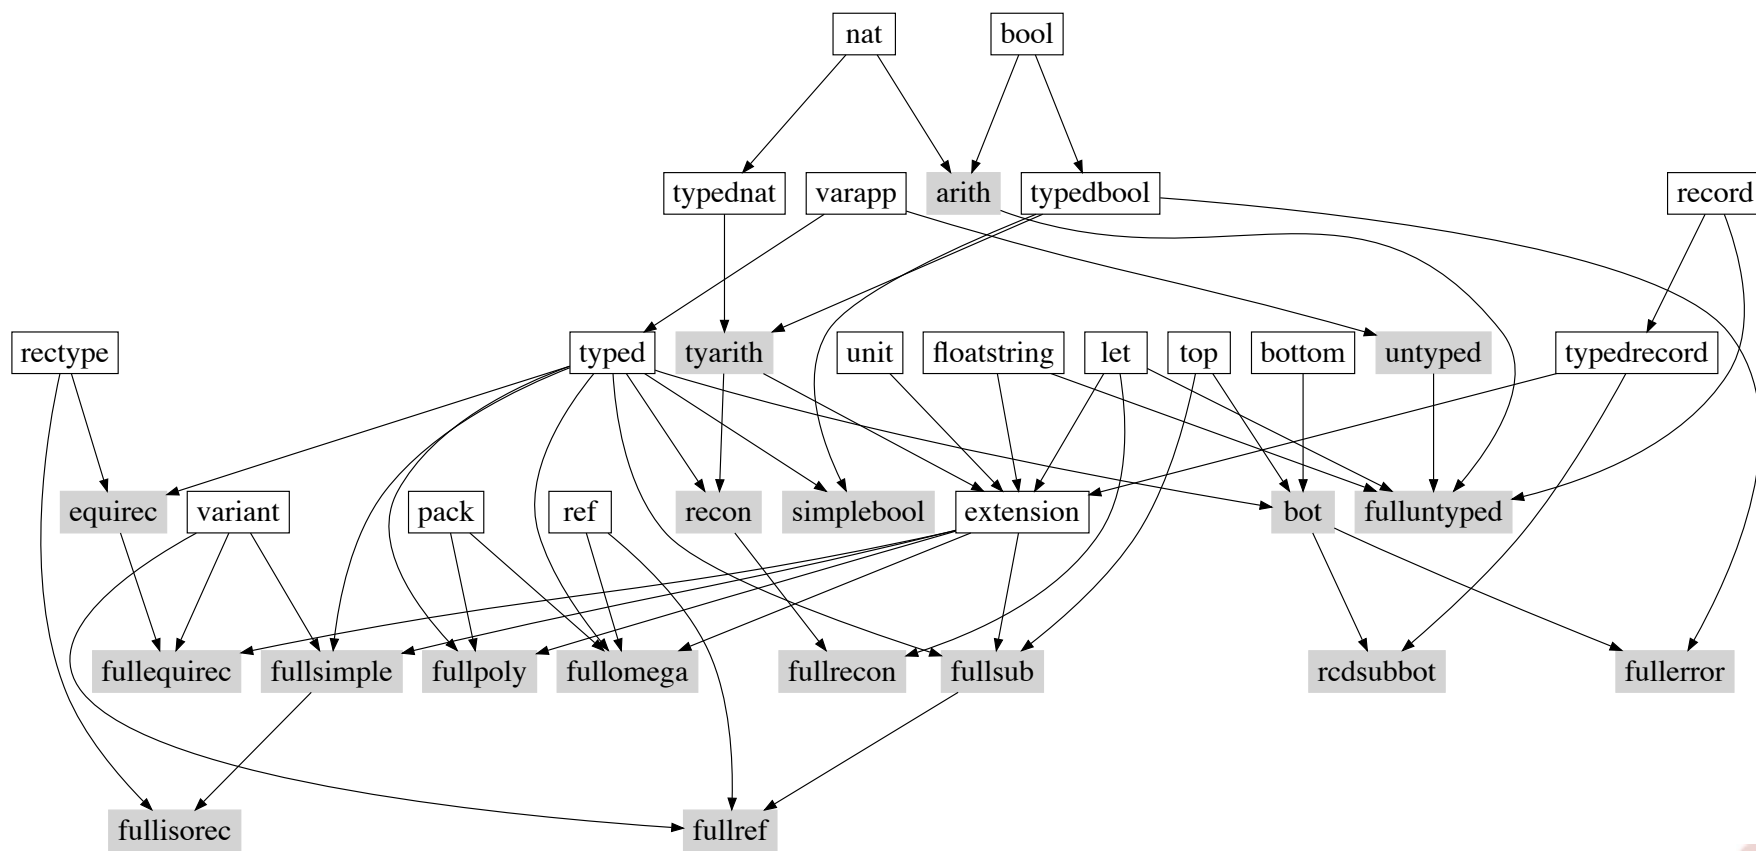 nat bool
typednat varapp arith typedbool record
rectype typed tyarith unit floatstring let top bottom untyped typedrecord
equirec variant pack ref recon simplebool extension bot fulluntyped
fullequirec fullsimple fullpoly fullomega fullrecon fullsub rcdsubbot fullerror
fullisorec fullref